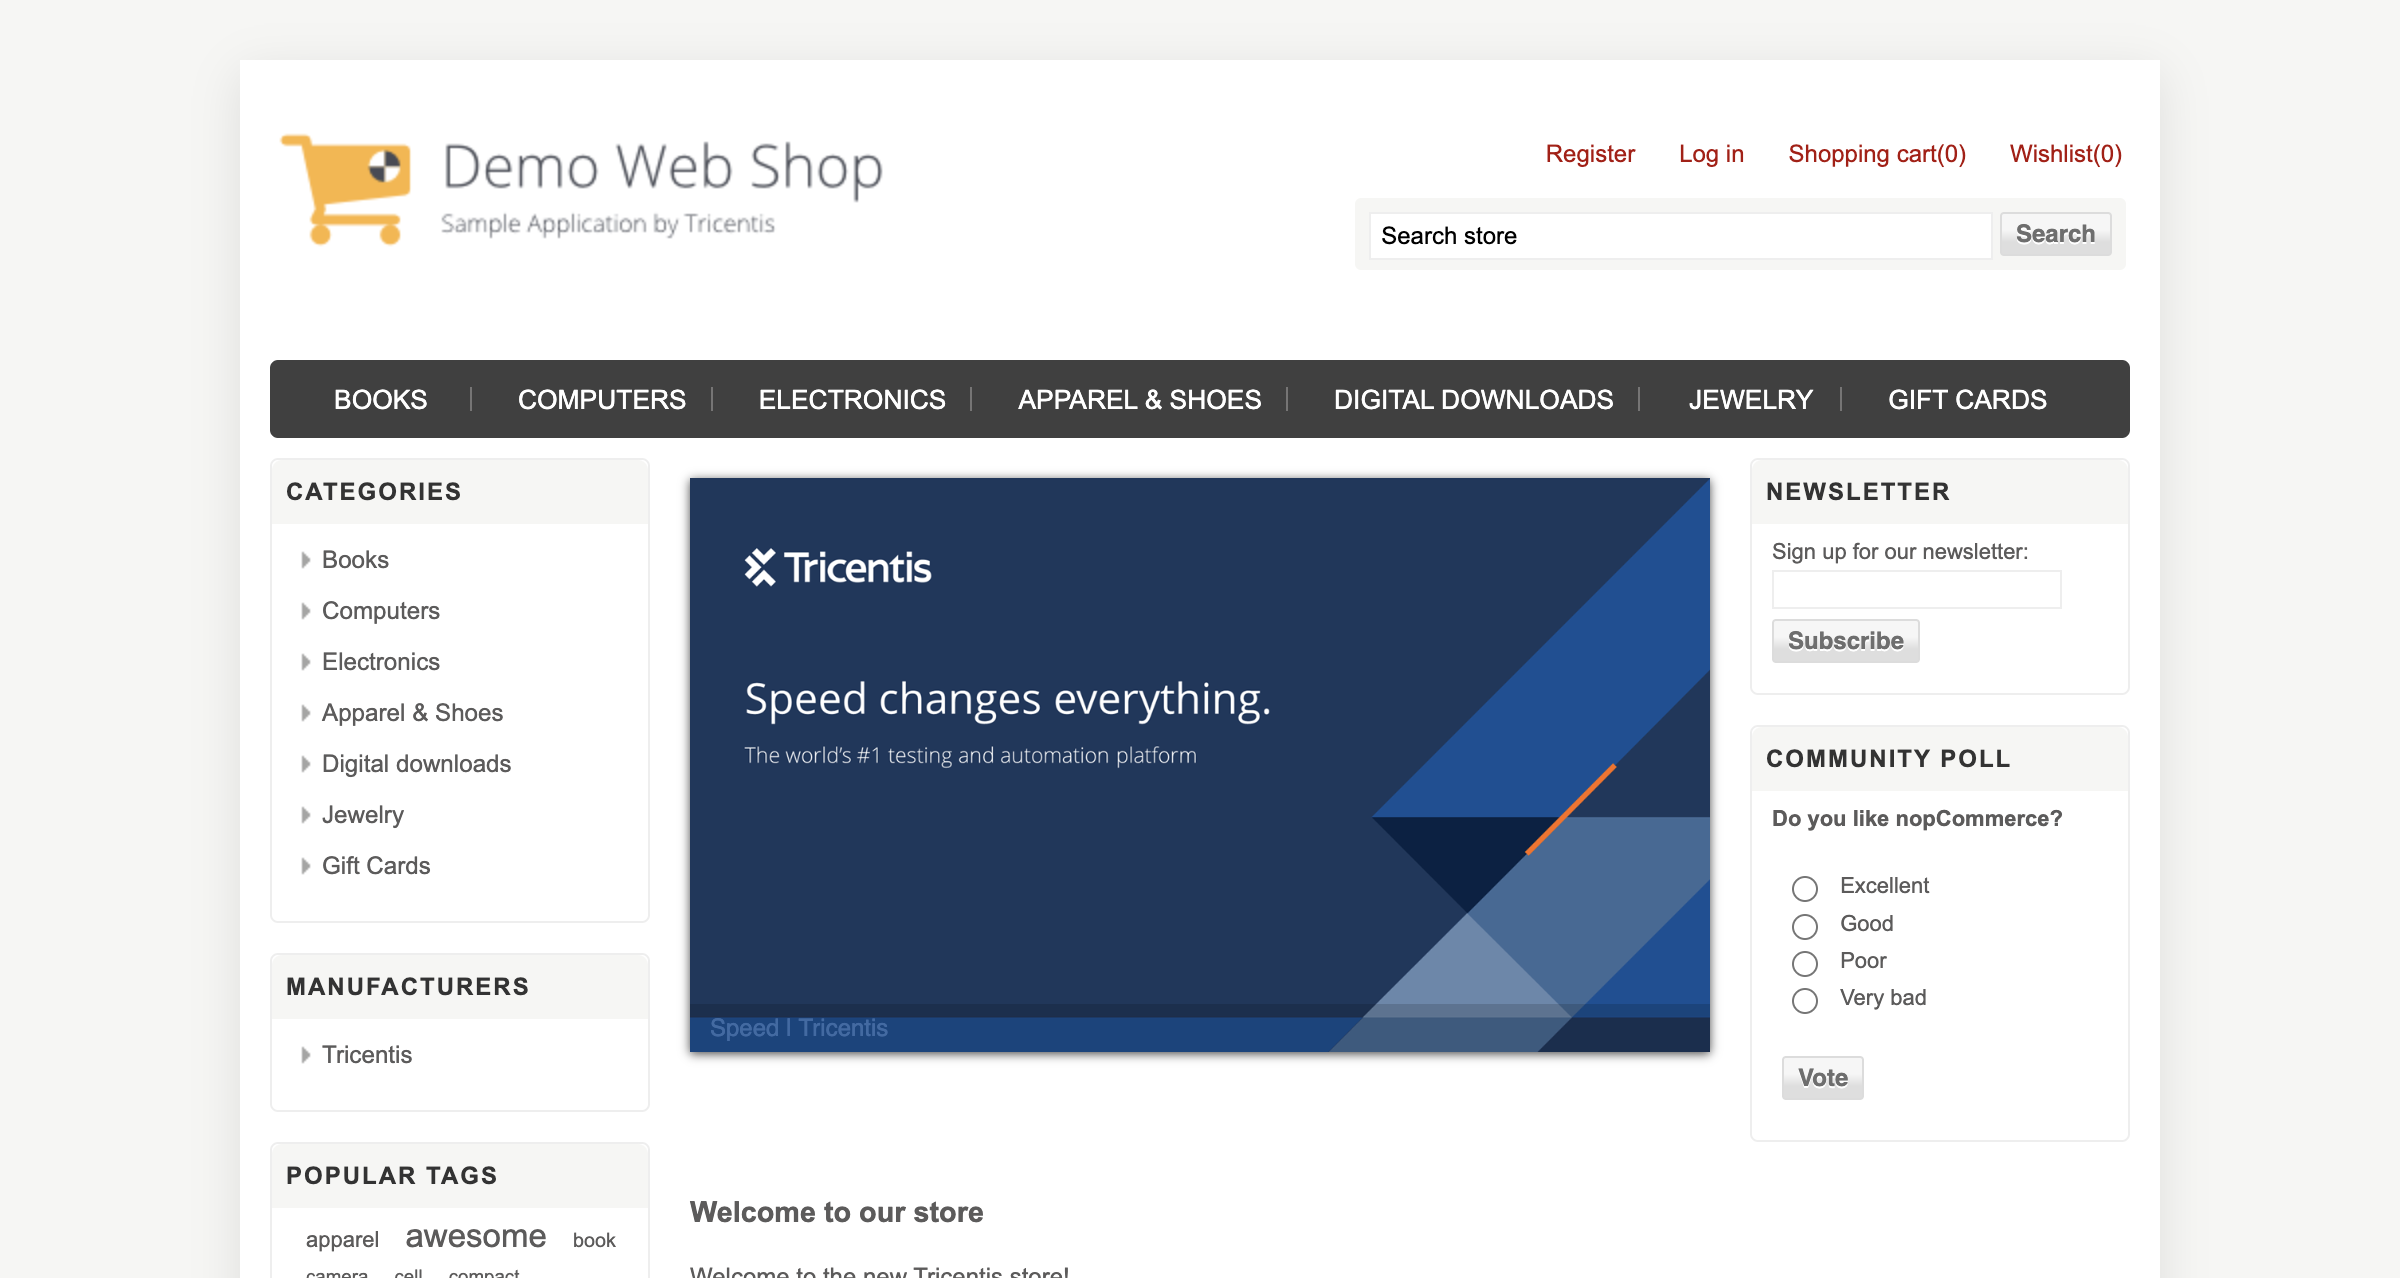 Demo Web Shop
Sample Application by Tricentis
Register Log in Shopping cart(0) Wishlist(0)
Search store Search
BOOKS COMPUTERS ELECTRONICS APPAREL & SHOES DIGITAL DOWNLOADS JEWELRY GIFT CARDS
CATEGORIES
Books
Computers
Electronics
Apparel & Shoes
Digital downloads
Jewelry
Gift Cards
MANUFACTURERS
Tricentis
POPULAR TAGS
apparel awesome book
camera cell compact
Tricentis
Speed changes everything.
The world's #1 testing and automation platform
Speed I Tricentis
Welcome to our store
Welcome to the new Tricentis store!
NEWSLETTER
Sign up for our newsletter:
Subscribe
COMMUNITY POLL
Do you like nopCommerce?
Excellent
Good
Poor
Very bad
Vote